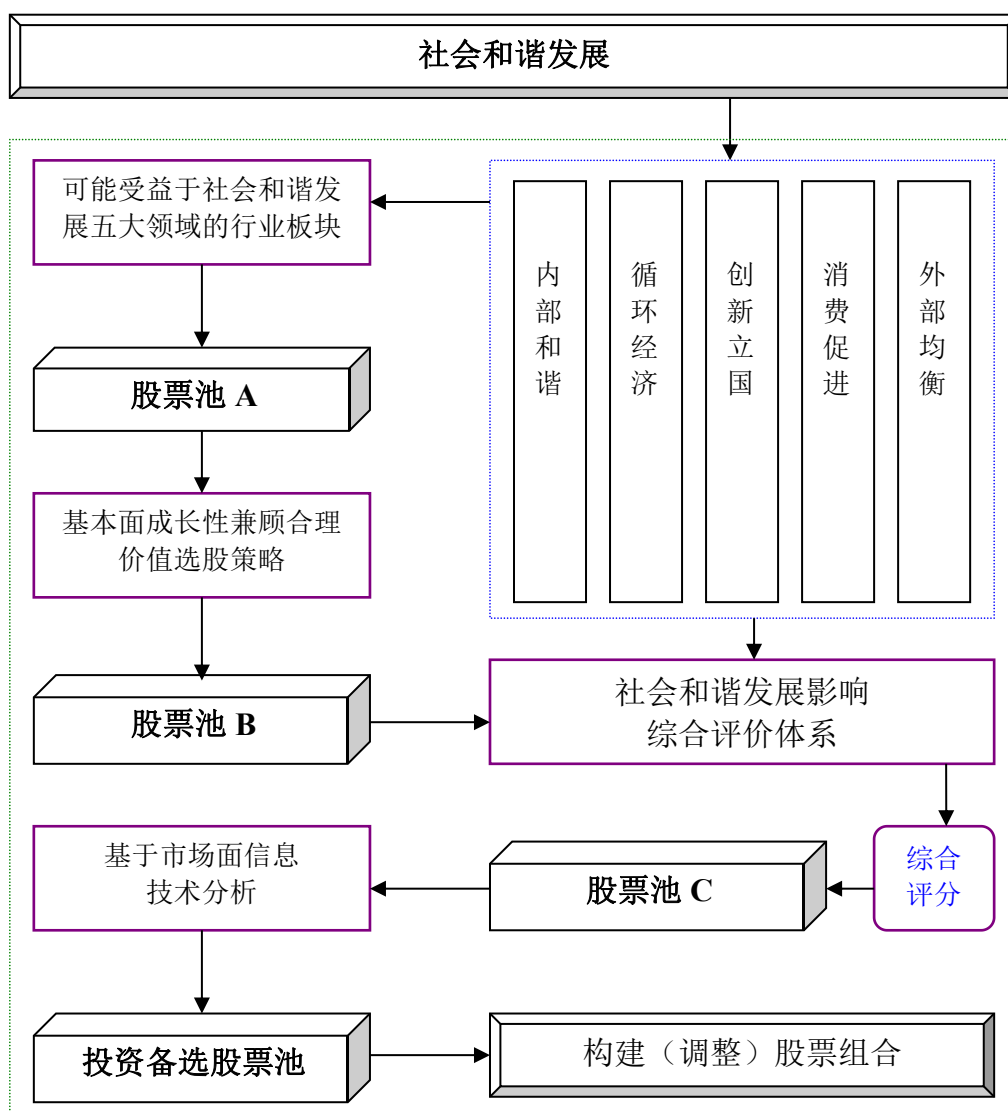 社会和谐发展
可能受益于社会和谐发
展五大领域的行业板块
内部和谐
循环经济
创新立国
消费促进
外部均衡
股票池 A
基本面成长性兼顾合理
价值选股策略
股票池 B
社会和谐发展影响
综合评价体系
综合
评分
股票池 C
基于市场面信息
技术分析
投资备选股票池
构建（调整）股票组合